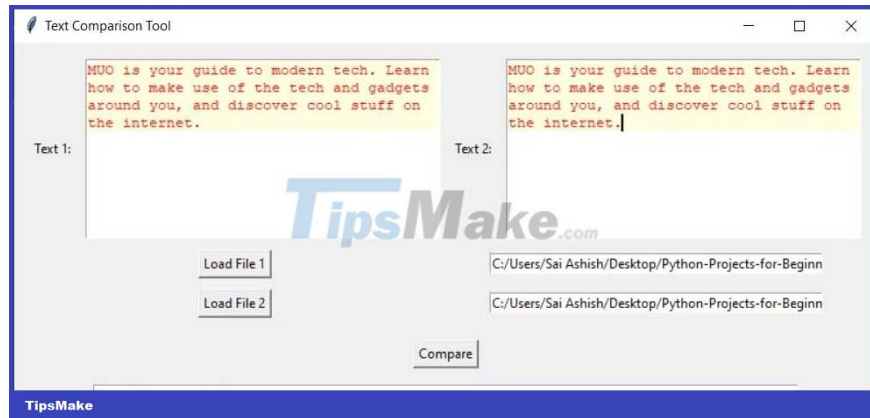 Text Comparison Tool
MUO is your guide to modern tech. Learn
how to make use of the tech and gadgets
around you, and discover cool stuff on
the internet.
Text 1:
MUO is your guide to modern tech. Learn
how to make use of the tech and gadgets
around you, and discover cool stuff on
the internet.
Text 2:
TipsMake.com
Load File 1
C:/Users/Sai Ashish/Desktop/Python-Projects-for-Beginn
Load File 2
C:/Users/Sai Ashish/Desktop/Python-Projects-for-Beginn
Compare
TipsMake